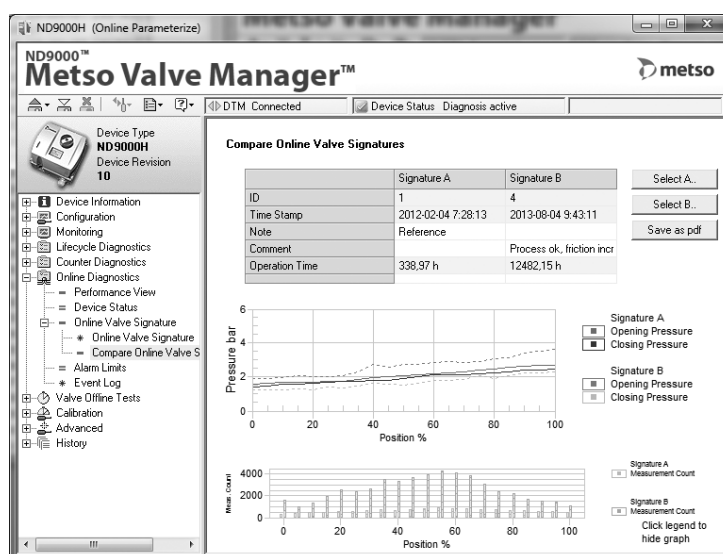 ND9000H (Online Parameterize)
ND9000™
Metso Valve Manager™
metso
DTM Connected
Device Status Diagnosis active
Device Type
ND9000H
Device Revision
10
Device Information
Configuration
Monitoring
Lifecycle Diagnostics
Counter Diagnostics
Online Diagnostics
Performance View
Device Status
Online Valve Signature
Online Valve Signature
Compare Online Valve S
Alarm Limits
Event Log
Valve Offline Tests
Calibration
Advanced
History
Compare Online Valve Signatures
Signature A Signature B
ID 1 4
Time Stamp 2012-02-04 7:28:13 2013-08-04 9:43:11
Note Reference
Comment Process ok, friction incr
Operation Time 338,97 h 12482,15 h
Select A..
Select B..
Save as pdf
Pressure bar
6
4
2
0
0 20 40 60 80 100
Position %
Signature A
Opening Pressure
Closing Pressure
Signature B
Opening Pressure
Closing Pressure
Meas. Count
4000
2000
0
0 20 40 60 80 100
Position %
Signature A
Measurement Count
Signature B
Measurement Count
Click legend to
hide graph